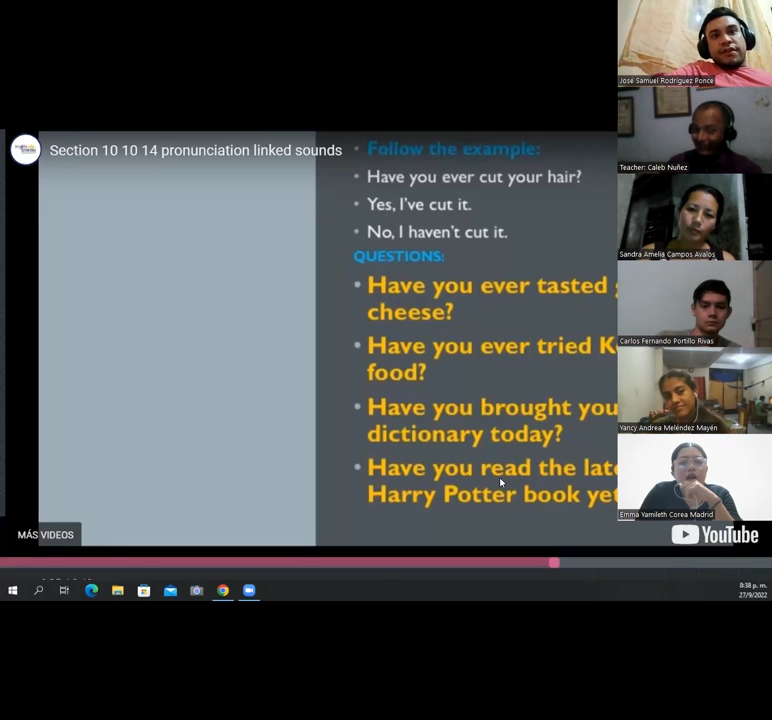 Section 10 10 14 pronunciation linked sounds
• Follow the example:
• Have you ever cut your hair?
• Yes, I've cut it.
• No, I haven't cut it.
QUESTIONS:
• Have you ever tasted
cheese?
• Have you ever tried K
food?
• Have you brought you
dictionary today?
• Have you read the late
Harry Potter book yet
MÁS VIDEOS
YouTube
José Samuel Rodríguez Ponce
Teacher: Caleb Nuñez
Sandra Amelia Campos Avalos
Carlos Fernando Portillo Rivas
Yancy Andrea Meléndez Mayén
Emma Yamileth Corea Madrid
8:38 p. m.
27/9/2022